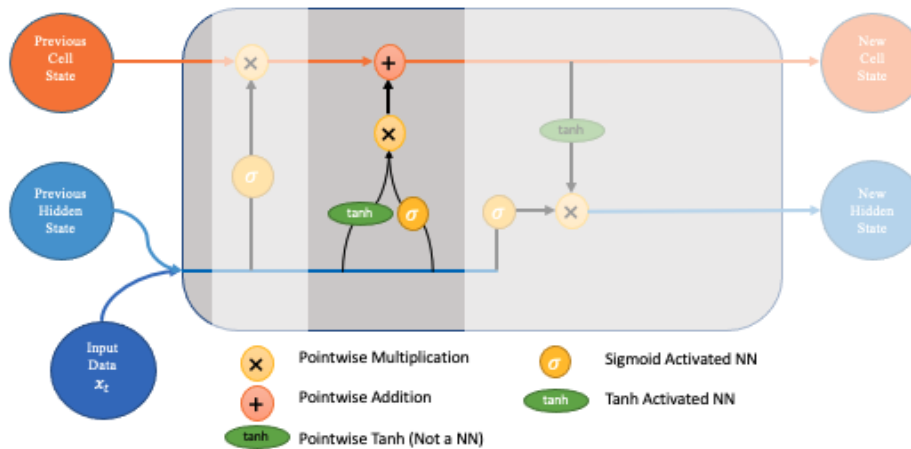 Previous
Cell
State
New
Cell
State
×
+
×
tanh
σ
Previous
Hidden
State
tanh
σ
σ
×
New
Hidden
State
Input
Data
x_t
× Pointwise Multiplication
σ Sigmoid Activated NN
+ Pointwise Addition
tanh Tanh Activated NN
tanh Pointwise Tanh (Not a NN)